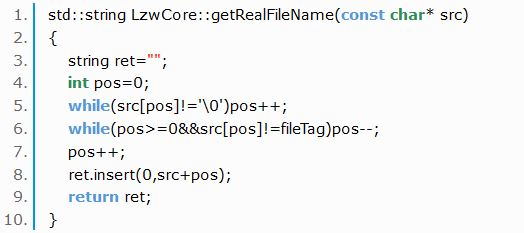 1. std::string LzwCore::getRealFileName(const char* src)
2. {
3. string ret="";
4. int pos=0;
5. while(src[pos]!='\0')pos++;
6. while(pos>=0&&src[pos]!=fileTag)pos--;
7. pos++;
8. ret.insert(0,src+pos);
9. return ret;
10. }